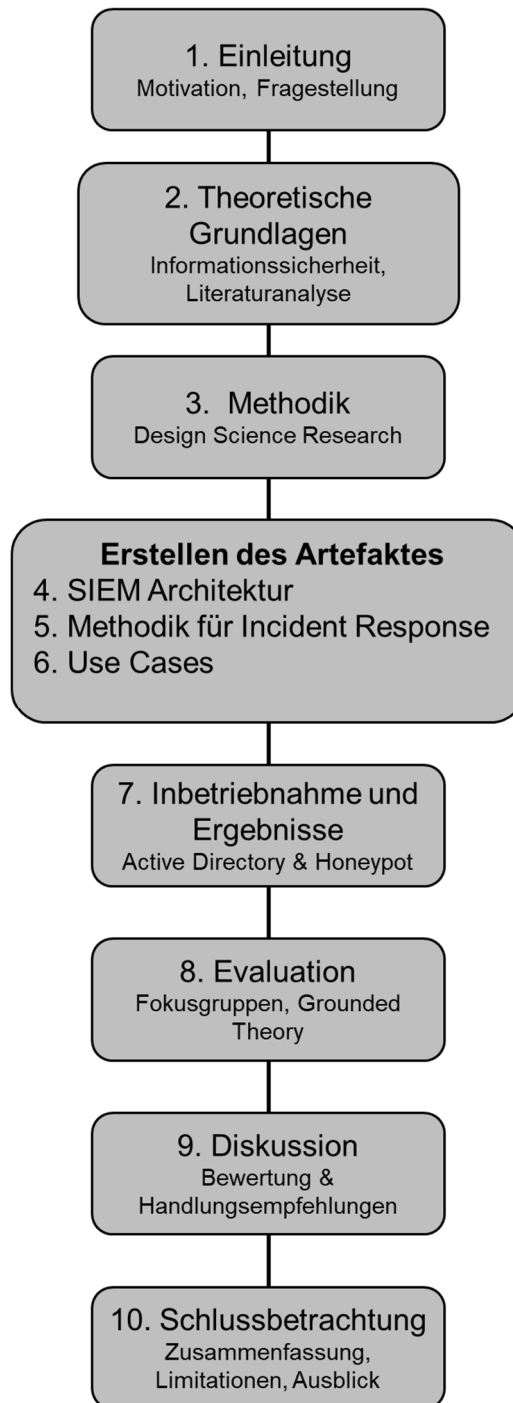 1. Einleitung
Motivation, Fragestellung
2. Theoretische
Grundlagen
Informationssicherheit,
Literaturanalyse
3. Methodik
Design Science Research
Erstellen des Artefaktes
4. SIEM Architektur
5. Methodik für Incident Response
6. Use Cases
7. Inbetriebnahme und
Ergebnisse
Active Directory & Honeypot
8. Evaluation
Fokusgruppen, Grounded
Theory
9. Diskussion
Bewertung &
Handlungsempfehlungen
10. Schlussbetrachtung
Zusammenfassung,
Limitationen, Ausblick